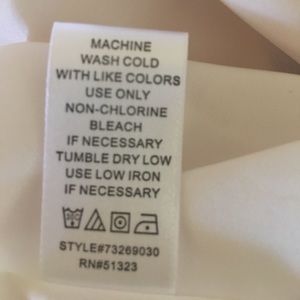 MACHINE
WASH COLD
WITH LIKE COLORS
USE ONLY
NON-CHLORINE
BLEACH
IF NECESSARY
TUMBLE DRY LOW
USE LOW IRON
IF NECESSARY
STYLE#73269030
RN#51323